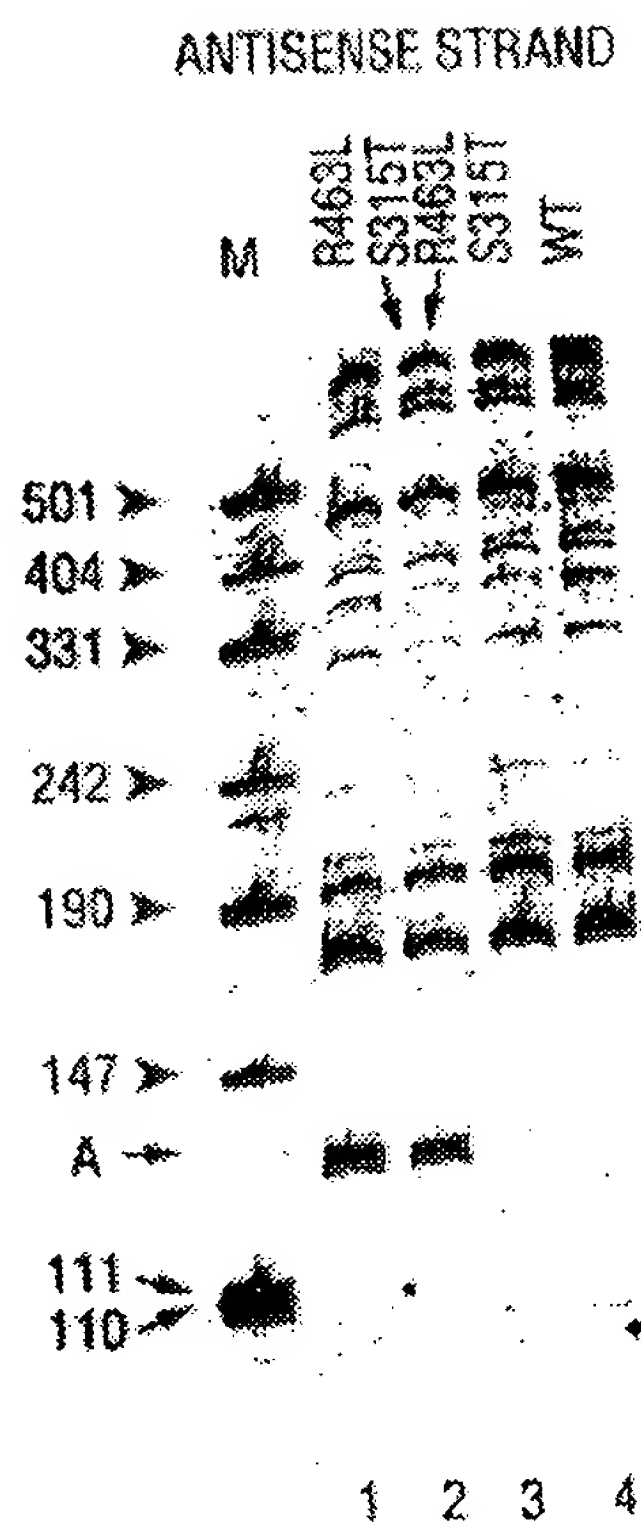 ANTISENSE STRAND
M
R463L
S315T
R463L
S315T
WT
501
404
331
242
190
147
A
111
110
1 2 3 4